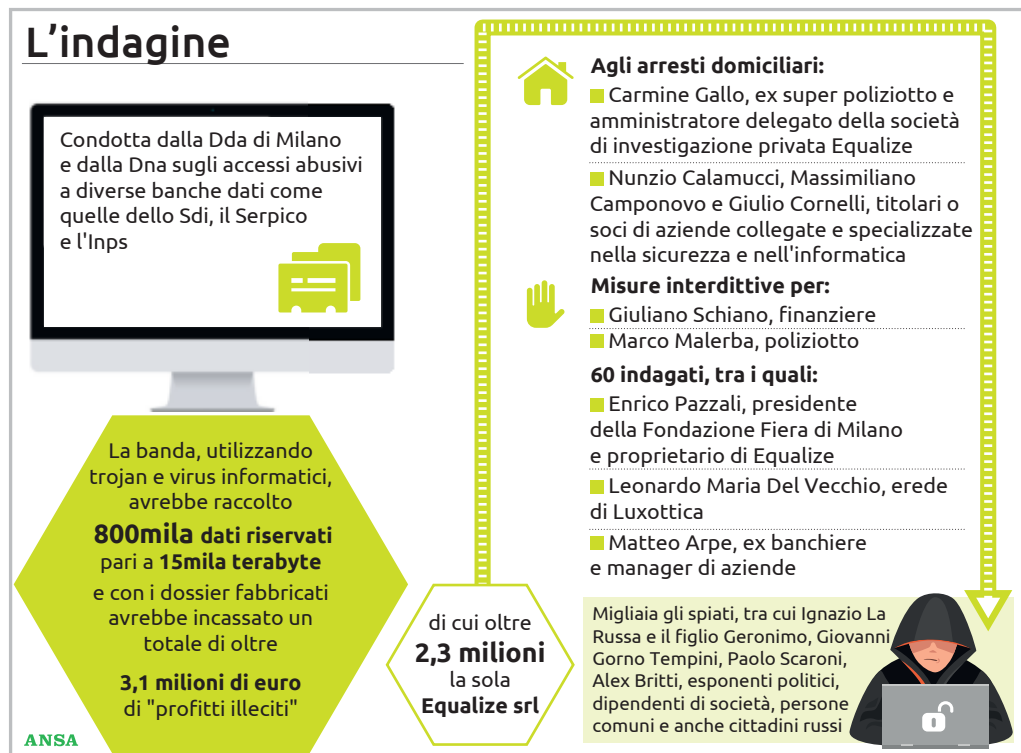 L'indagine
Condotta dalla Dda di Milano
e dalla Dna sugli accessi abusivi
a diverse banche dati come
quelle dello Sdi, il Serpico
e l'Inps
La banda, utilizzando
trojan e virus informatici,
avrebbe raccolto
800mila dati riservati
pari a 15mila terabyte
e con i dossier fabbricati
avrebbe incassato un
totale di oltre
3,1 milioni di euro
di "profitti illeciti"
di cui oltre
2,3 milioni
la sola
Equalize srl
Agli arresti domiciliari:
Carmine Gallo, ex super poliziotto e
amministratore delegato della società
di investigazione privata Equalize
Nunzio Calamucci, Massimiliano
Camponovo e Giulio Cornelli, titolari o
soci di aziende collegate e specializzate
nella sicurezza e nell'informatica
Misure interdittive per:
Giuliano Schiano, finanziere
Marco Malerba, poliziotto
60 indagati, tra i quali:
Enrico Pazzali, presidente
della Fondazione Fiera di Milano
e proprietario di Equalize
Leonardo Maria Del Vecchio, erede
di Luxottica
Matteo Arpe, ex banchiere
e manager di aziende
Migliaia gli spiati, tra cui Ignazio La
Russa e il figlio Geronimo, Giovanni
Gorno Tempini, Paolo Scaroni,
Alex Britti, esponenti politici,
dipendenti di società, persone
comuni e anche cittadini russi
ANSA